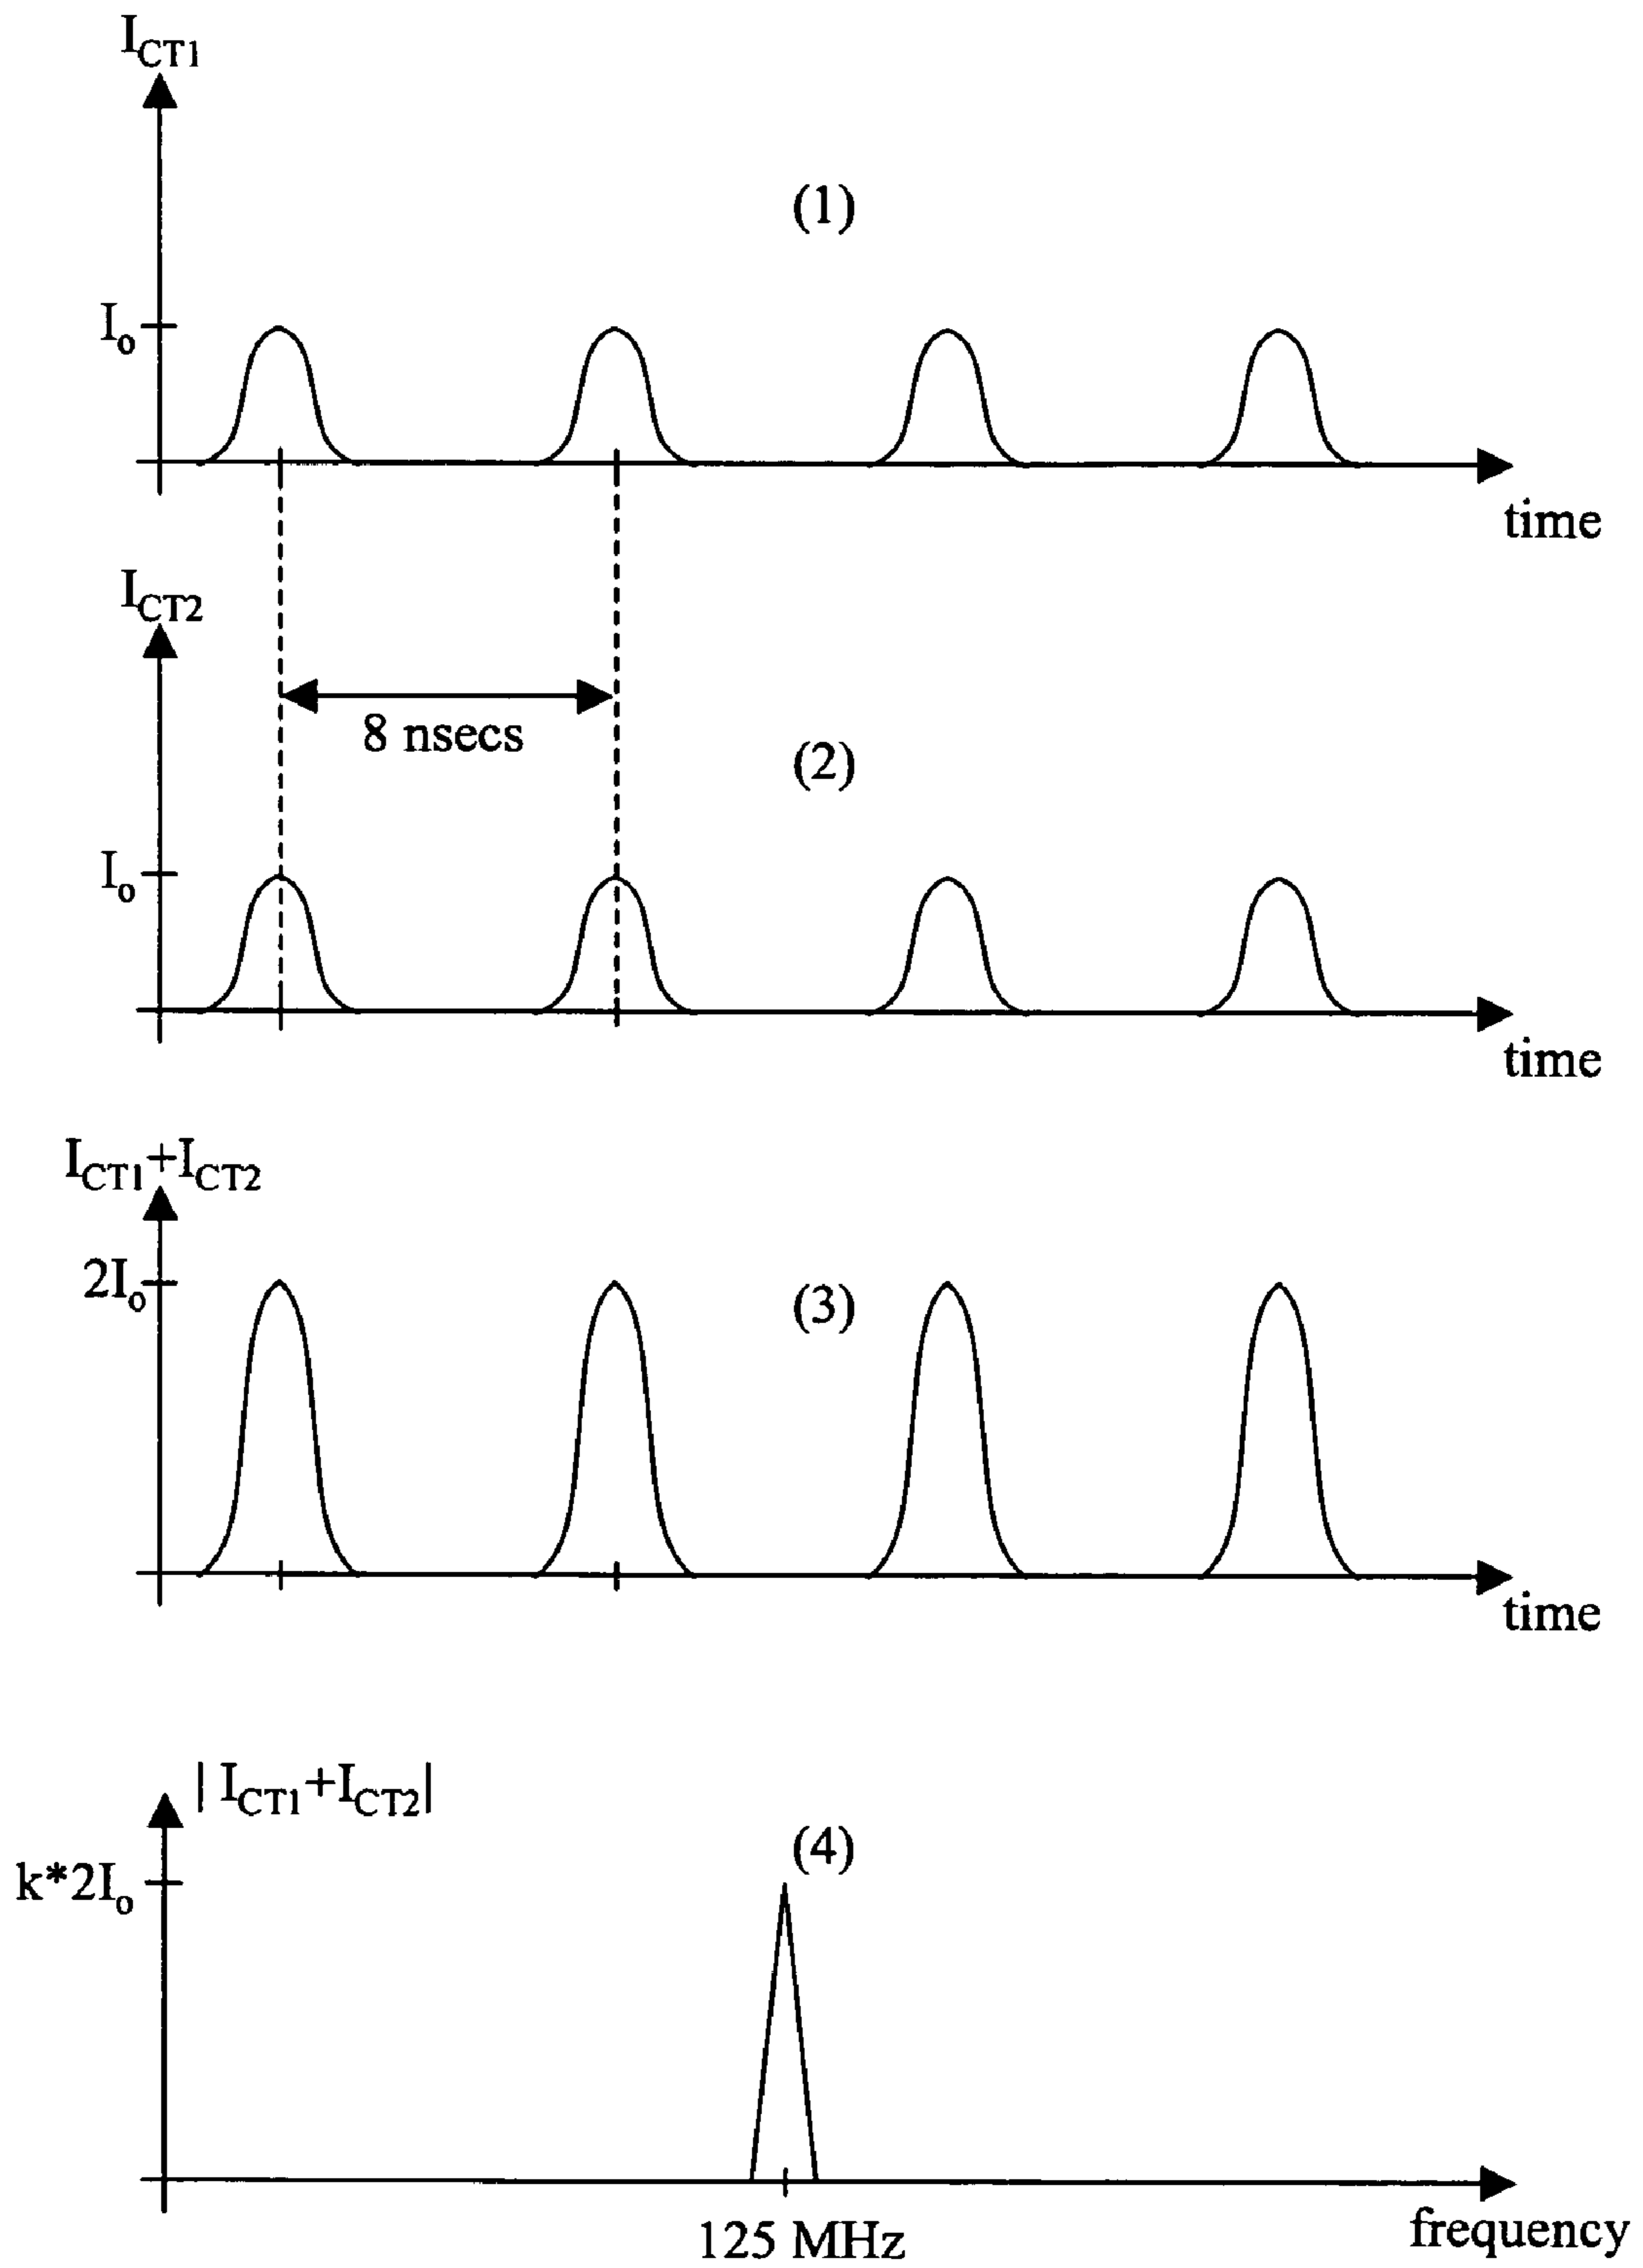 I_CT1
(1)
I_o
time
I_CT2
8 nsecs
(2)
I_o
time
I_CT1+I_CT2
2I_o
(3)
time
| I_CT1+I_CT2|
(4)
k*2I_o
125 MHz
frequency